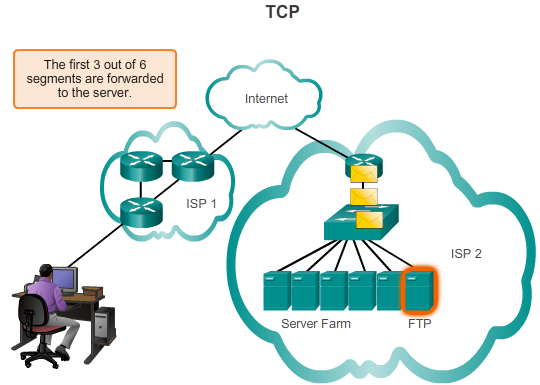 TCP
The first 3 out of 6
segments are forwarded
to the server.
Internet
ISP 1
ISP 2
Server Farm
FTP